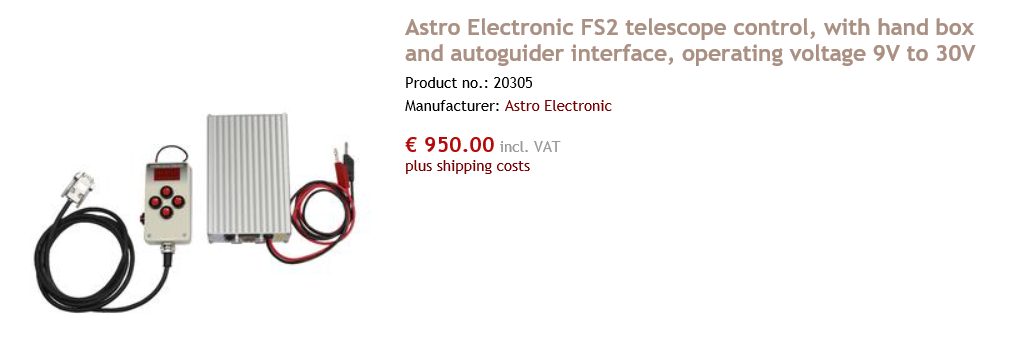 Astro Electronic FS2 telescope control, with hand box
and autoguider interface, operating voltage 9V to 30V
Product no.: 20305
Manufacturer: Astro Electronic
€ 950.00 incl. VAT
plus shipping costs